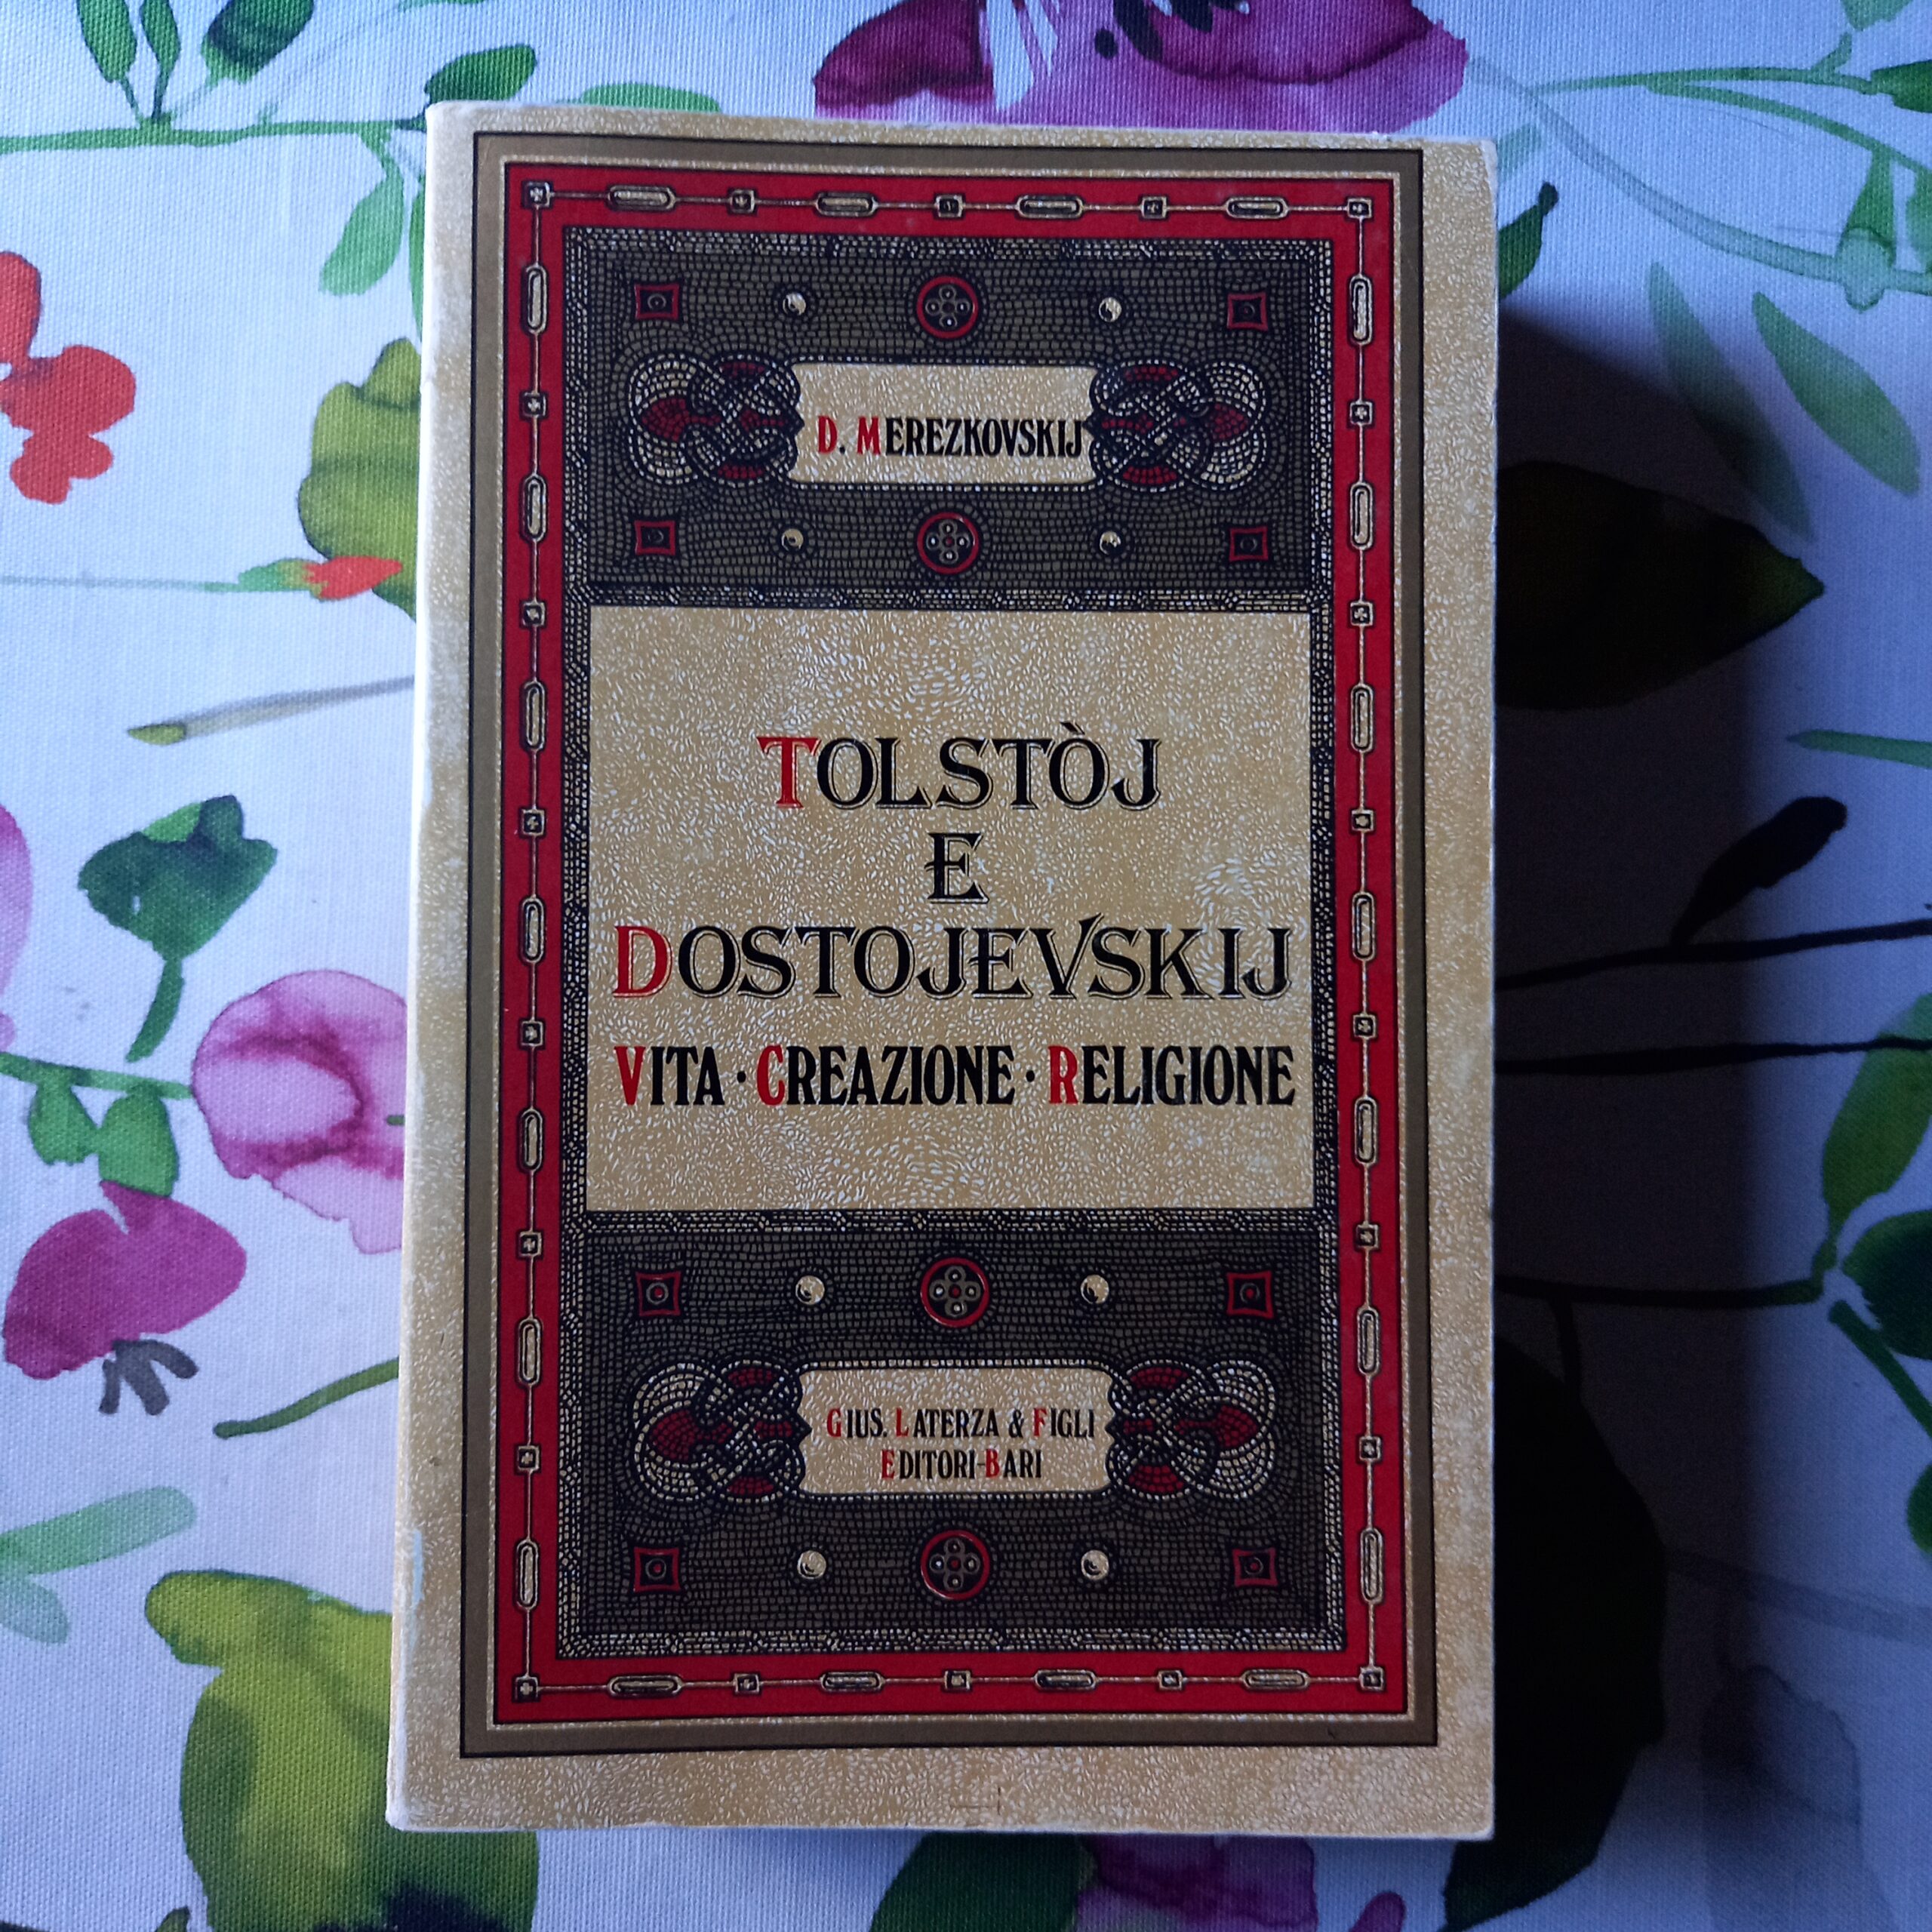 D. MEREZKOVSKIJ
TOLSTÒJ
E
DOSTOJEVSKIJ
VITA · CREAZIONE · RELIGIONE
GIUS. LATERZA & FIGLI
EDITORI-BARI